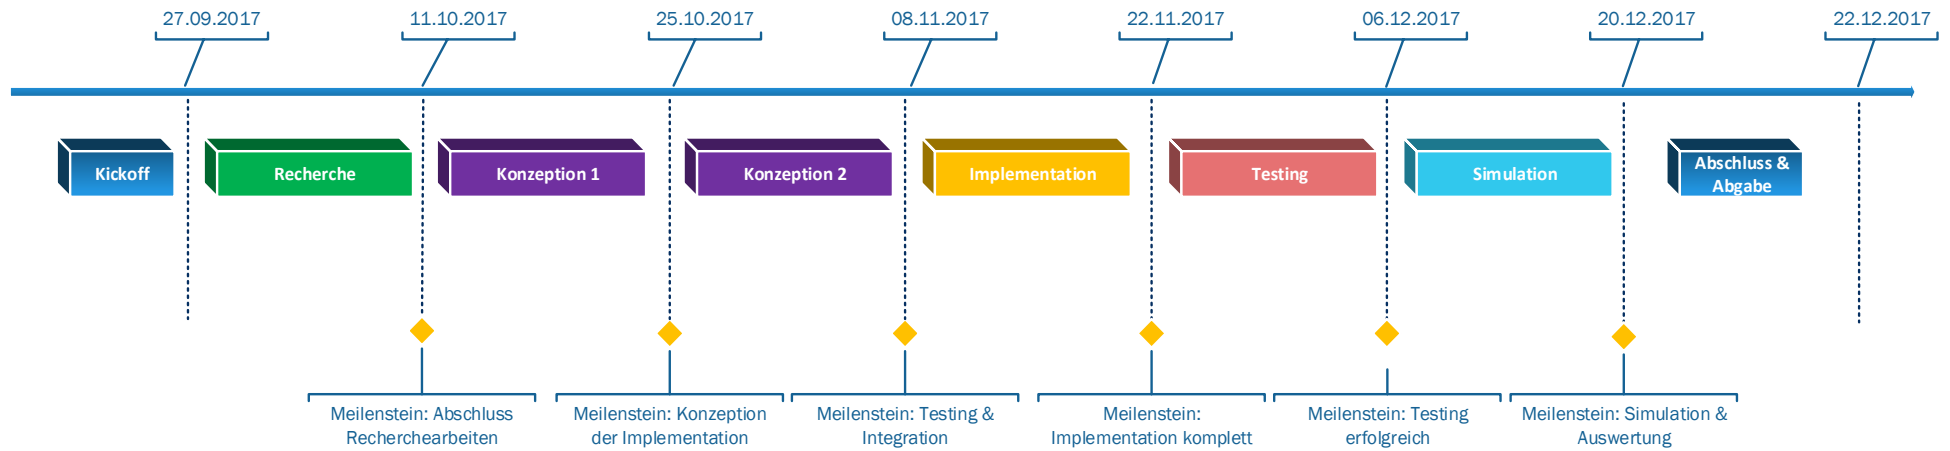 27.09.2017
11.10.2017
25.10.2017
08.11.2017
22.11.2017
06.12.2017
20.12.2017
22.12.2017
Kickoff
Recherche
Konzeption 1
Konzeption 2
Implementation
Testing
Simulation
Abschluss &
Abgabe
Meilenstein: Abschluss
Recherchearbeiten
Meilenstein: Konzeption
der Implementation
Meilenstein: Testing &
Integration
Meilenstein:
Implementation komplett
Meilenstein: Testing
erfolgreich
Meilenstein: Simulation &
Auswertung